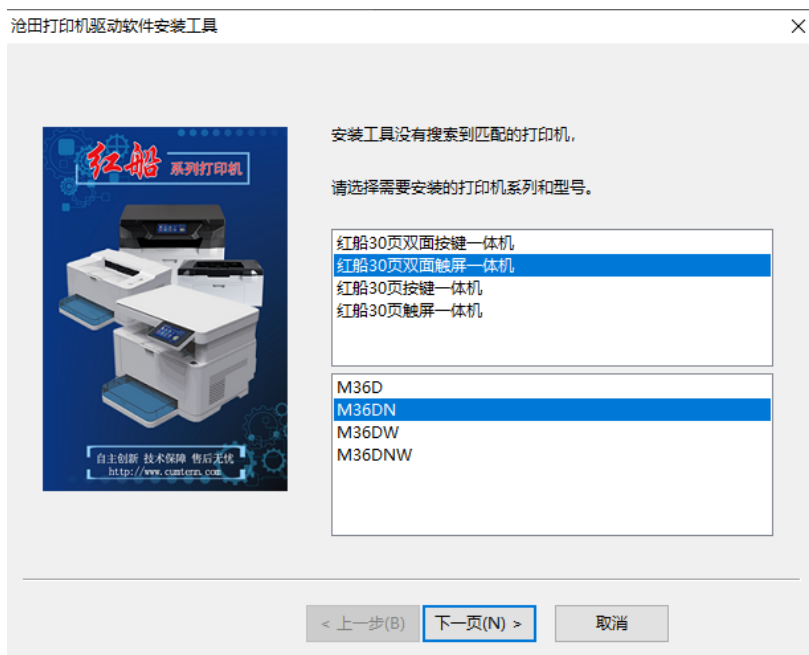 沧田打印机驱动软件安装工具
红船 系列打印机
自主创新 技术保障 售后无忧
http://www.cumtenn.com
安装工具没有搜索到匹配的打印机,
请选择需要安装的打印机系列和型号。
红船30页双面按键一体机
红船30页双面触屏一体机
红船30页按键一体机
红船30页触屏一体机
M36D
M36DN
M36DW
M36DNW
< 上一步(B)
下一页(N) >
取消